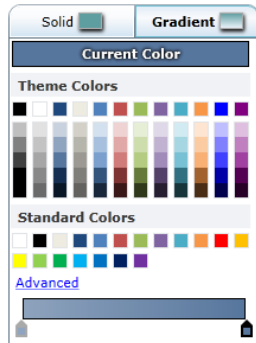 Solid Gradient
Current Color
Theme Colors
Standard Colors
Advanced